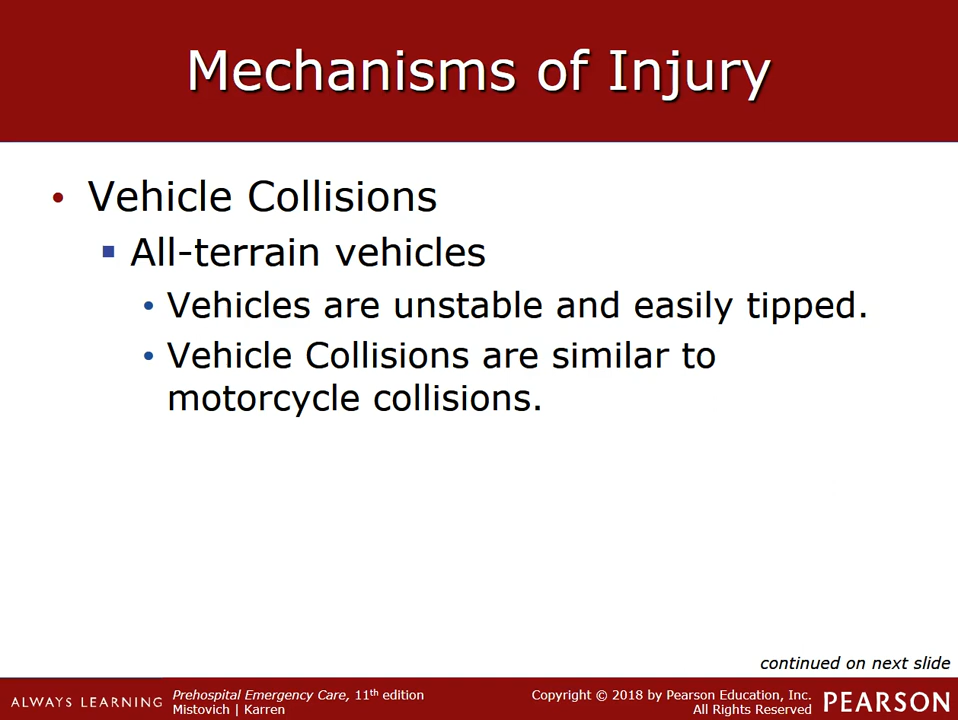 Mechanisms of Injury
• Vehicle Collisions
▪ All-terrain vehicles
• Vehicles are unstable and easily tipped.
• Vehicle Collisions are similar to
motorcycle collisions.
continued on next slide
ALWAYS LEARNING
Prehospital Emergency Care, 11th edition
Mistovich | Karren
Copyright © 2018 by Pearson Education, Inc.
All Rights Reserved
PEARSON